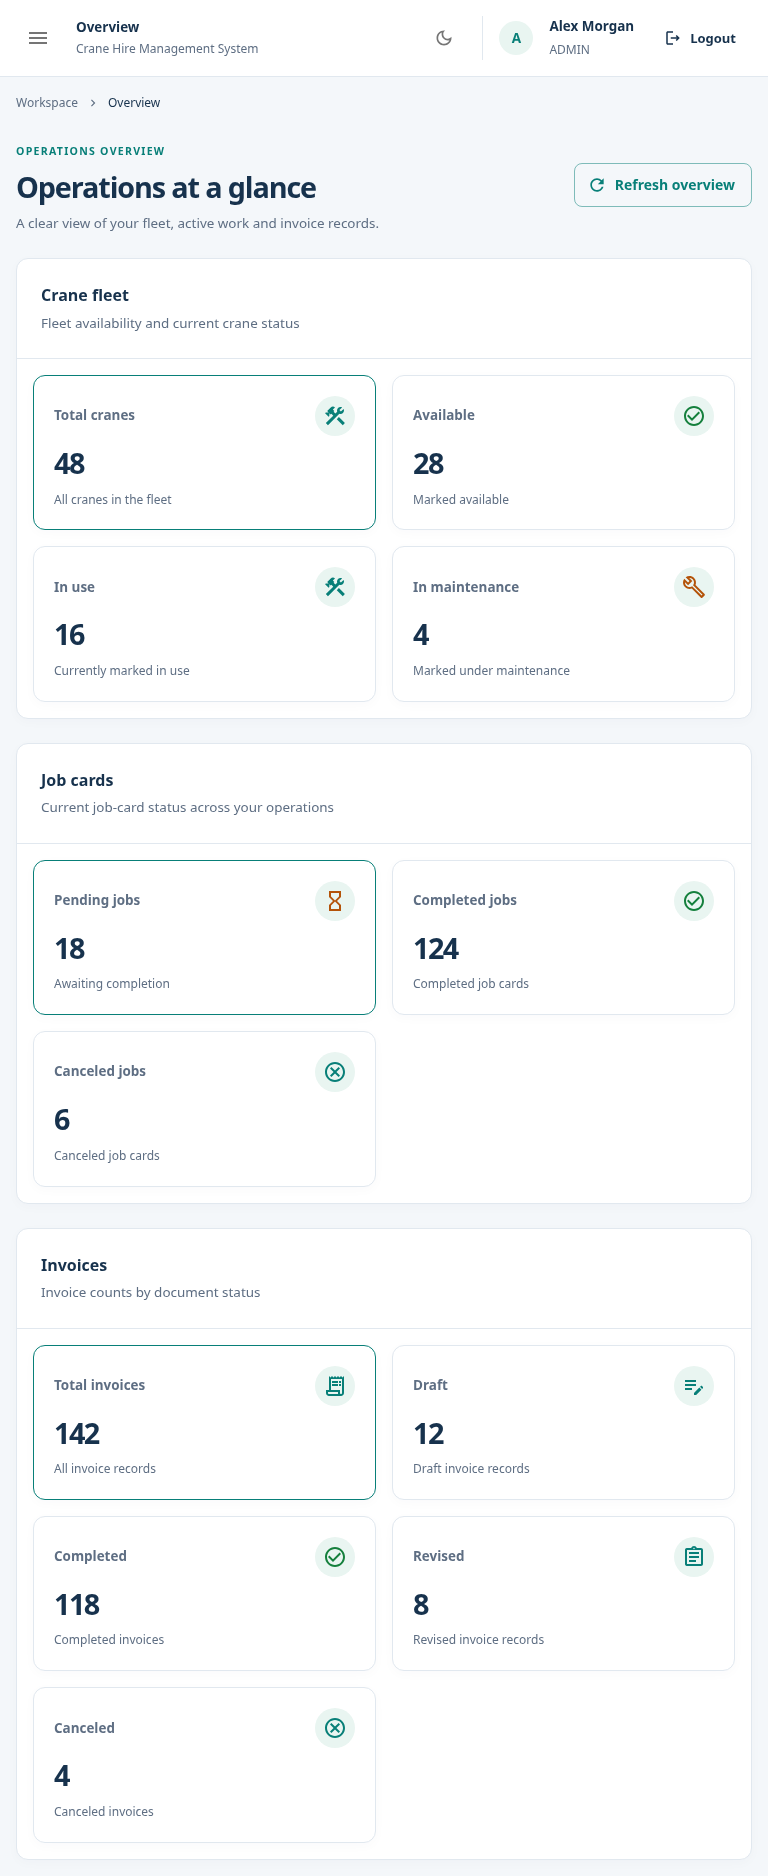 Overview
Crane Hire Management System
A
Alex Morgan
ADMIN
Logout
Workspace
Overview
OPERATIONS OVERVIEW
Operations at a glance
A clear view of your fleet, active work and invoice records.
Refresh overview
Crane fleet
Fleet availability and current crane status
Total cranes
48
All cranes in the fleet
Available
28
Marked available
In use
16
Currently marked in use
In maintenance
4
Marked under maintenance
Job cards
Current job-card status across your operations
Pending jobs
18
Awaiting completion
Completed jobs
124
Completed job cards
Canceled jobs
6
Canceled job cards
Invoices
Invoice counts by document status
Total invoices
142
All invoice records
Draft
12
Draft invoice records
Completed
118
Completed invoices
Revised
8
Revised invoice records
Canceled
4
Canceled invoices